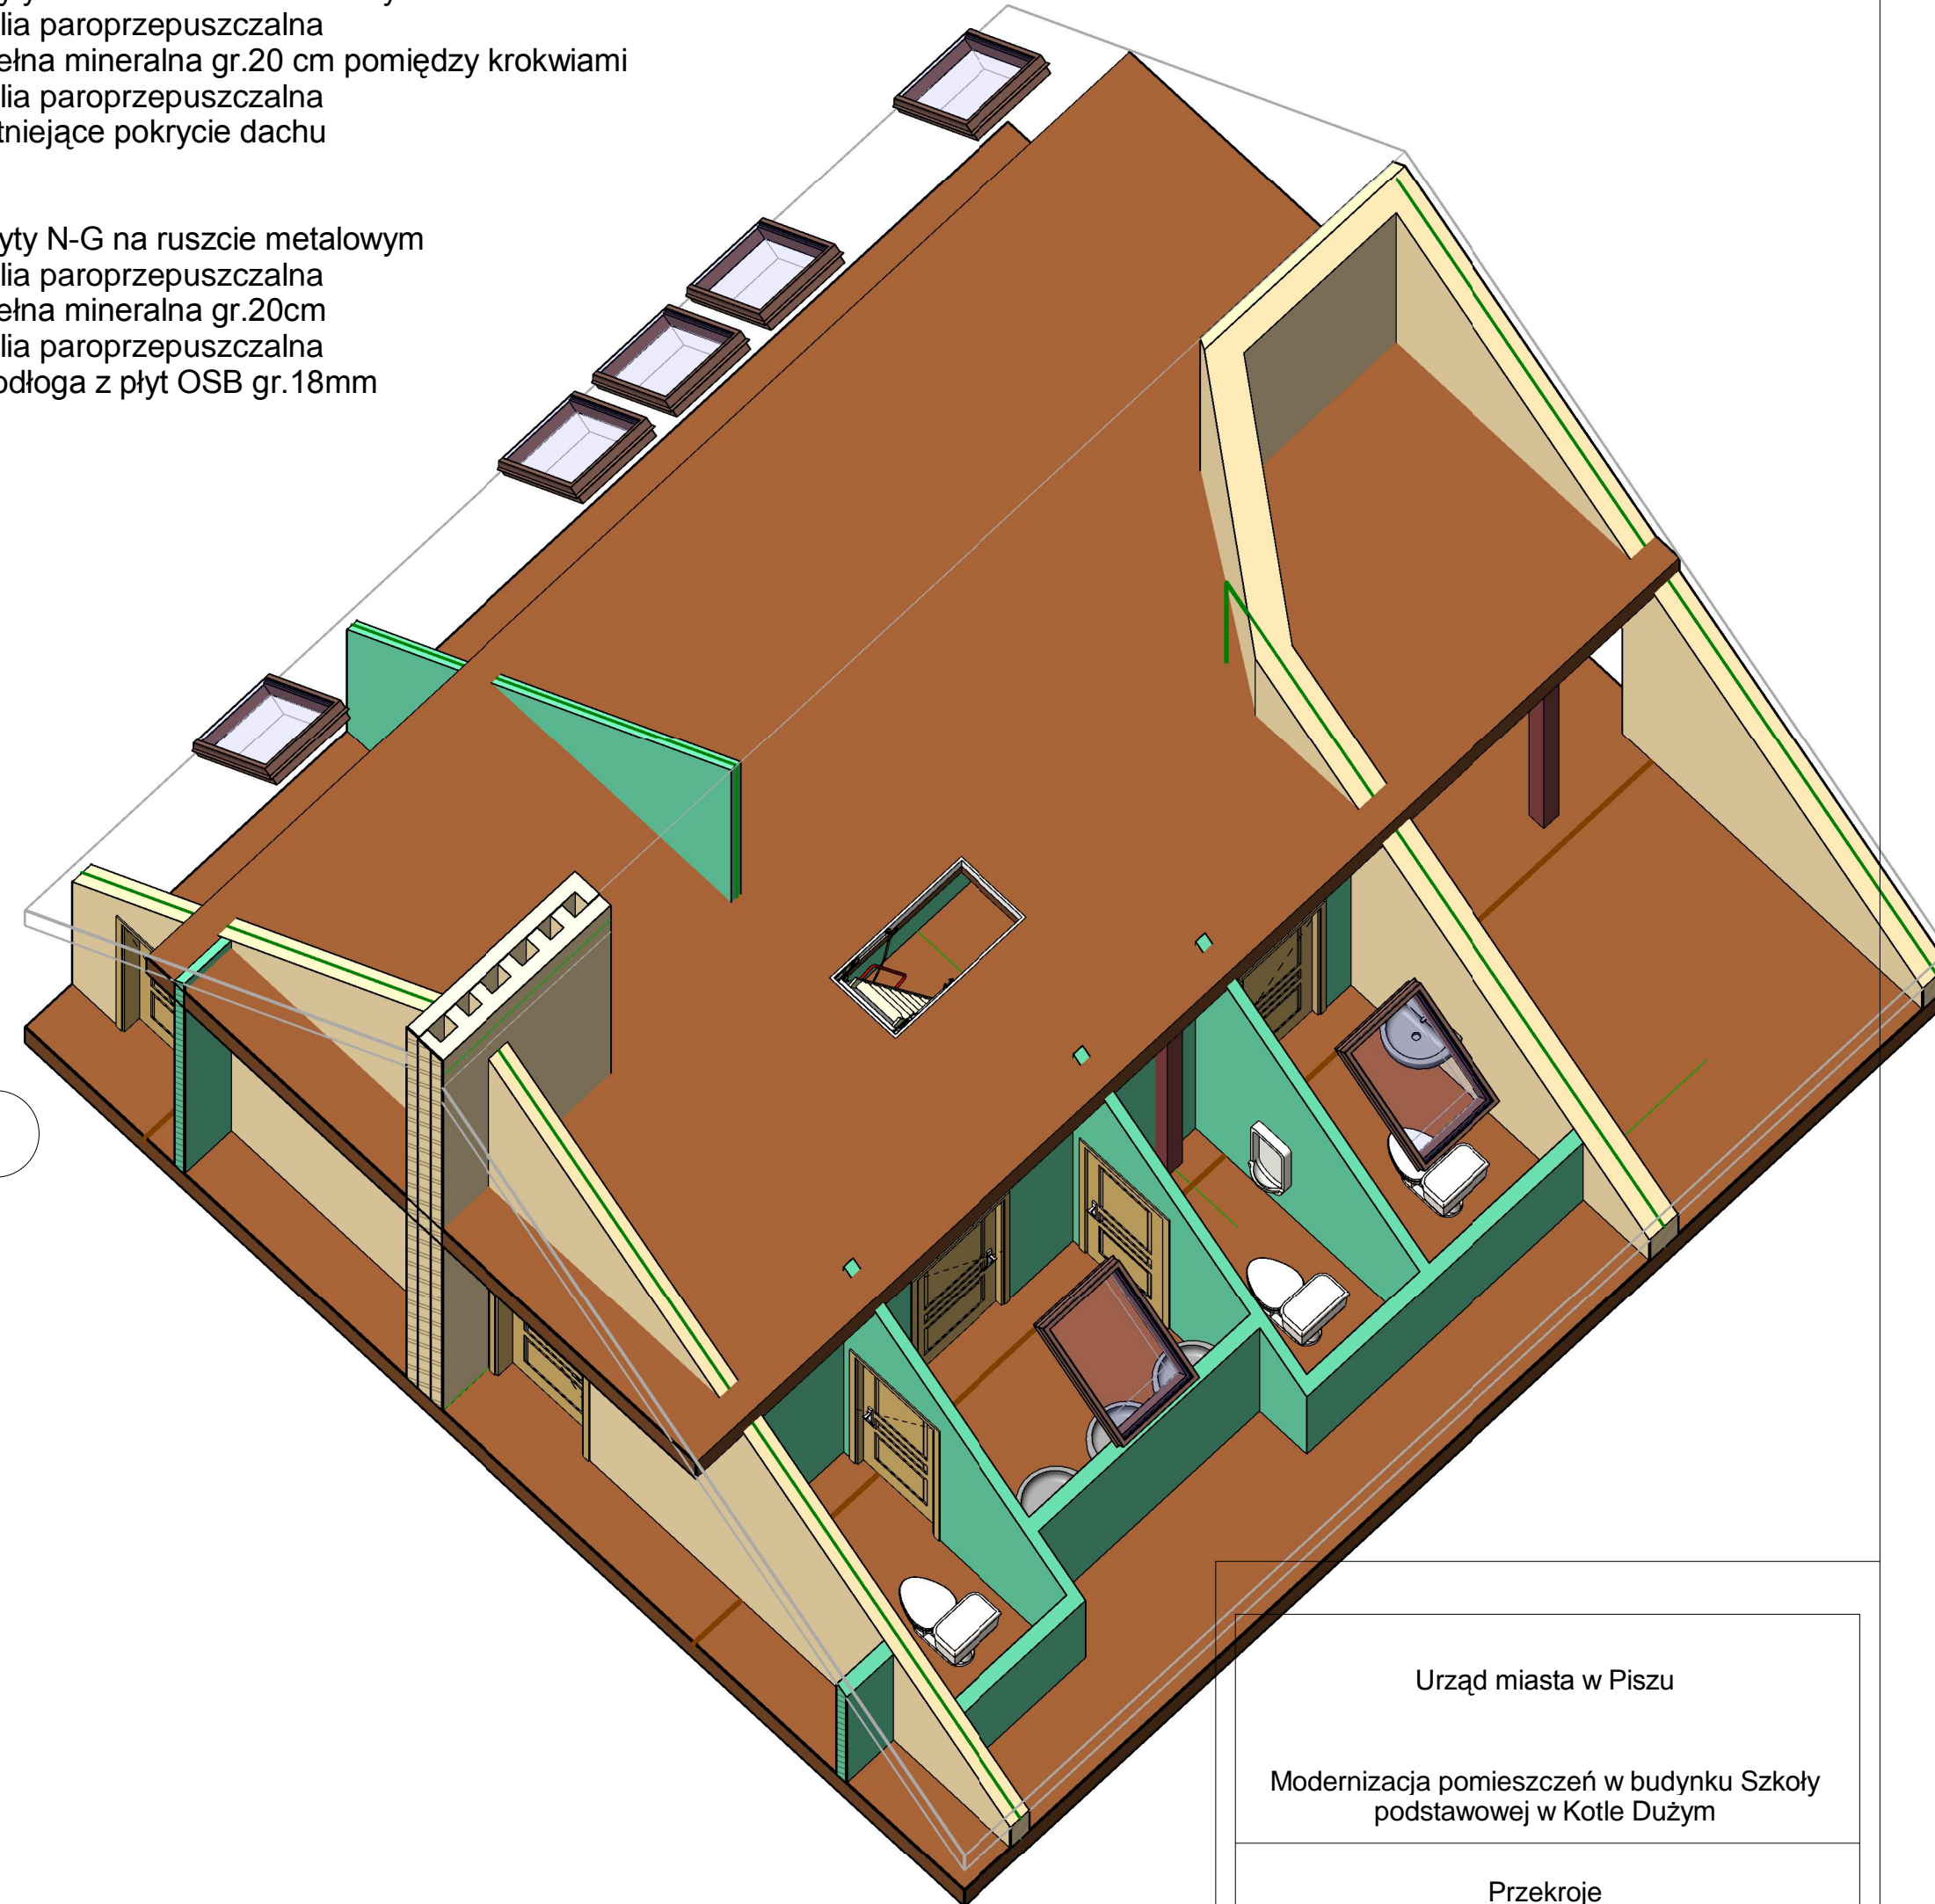 lia paroprzepuszczalna
ełna mineralna gr.20 cm pomiędzy krokwiami
lia paroprzepuszczalna
tniejące pokrycie dachu
yty N-G na ruszcie metalowym
lia paroprzepuszczalna
ełna mineralna gr.20cm
lia paroprzepuszczalna
odłoga z płyt OSB gr.18mm
Urząd miasta w Piszu
Modernizacja pomieszczeń w budynku Szkoły
podstawowej w Kotle Dużym
Przekroje